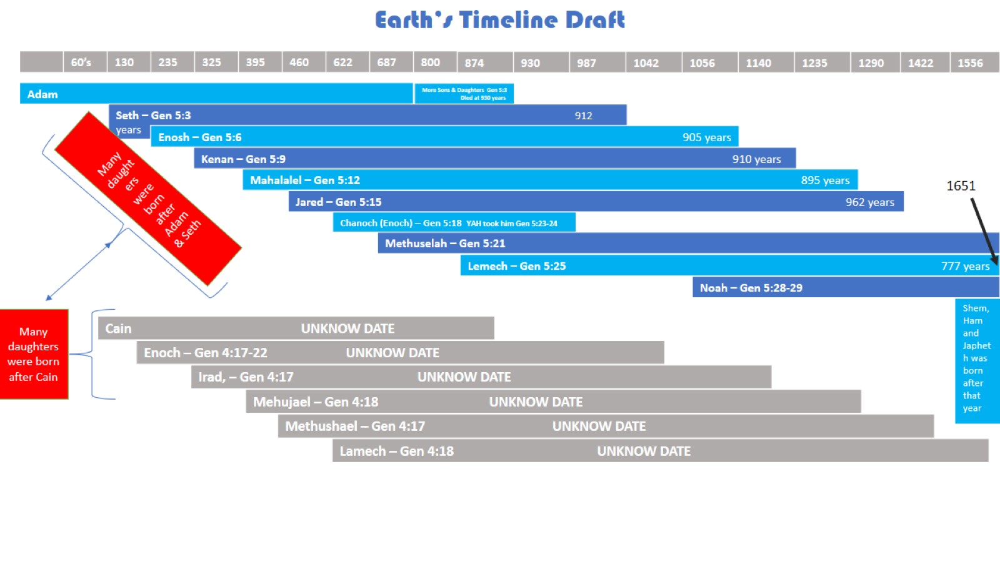 Earth's Timeline Draft
60's 130 235 325 395 460 622 687 800 874 930 987 1042 1056 1140 1235 1290 1422 1556
Adam
More Sons & Daughters Gen 5:3
Died at 930 years
Seth – Gen 5:3 912
years
Enosh – Gen 5:6 905 years
Kenan – Gen 5:9 910 years
Mahalalel – Gen 5:12 895 years
1651
Jared – Gen 5:15 962 years
Chanoch (Enoch) – Gen 5:18 YAH took him Gen 5:23-24
Methuselah – Gen 5:21
Lemech – Gen 5:25 777 years
Noah – Gen 5:28-29
Many
daught
ers
were
born
after
Adam
& Seth
Shem,
Ham
and
Japhet
h was
born
after
that
year
Many
daughters
were born
after Cain
Cain UNKNOW DATE
Enoch – Gen 4:17-22 UNKNOW DATE
Irad, – Gen 4:17 UNKNOW DATE
Mehujael – Gen 4:18 UNKNOW DATE
Methushael – Gen 4:17 UNKNOW DATE
Lamech – Gen 4:18 UNKNOW DATE